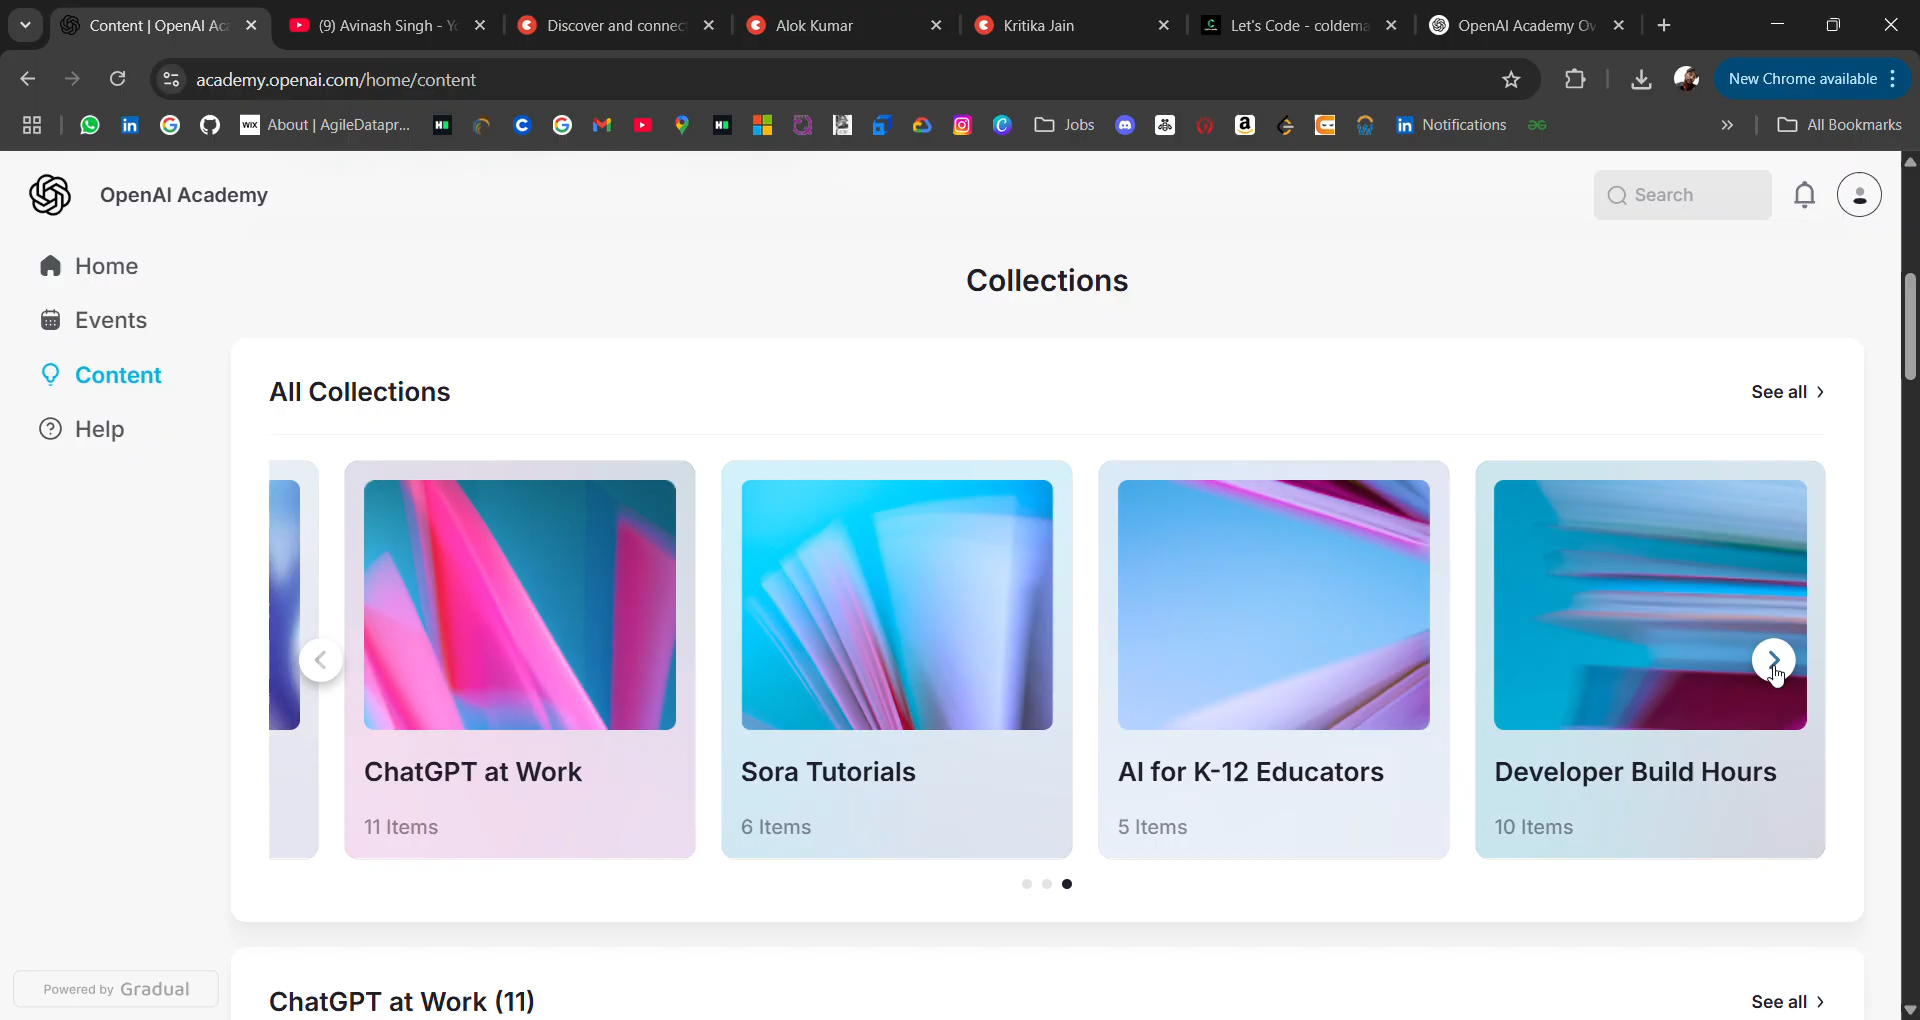 Content | OpenAI Ac
(9) Avinash Singh - Y
Discover and connec
Alok Kumar
Kritika Jain
Let's Code - coldema
OpenAI Academy Ov
academy.openai.com/home/content
New Chrome available
WIX About | AgileDatapr...
Jobs
Notifications
All Bookmarks
OpenAI Academy
Search
Home
Events
Content
Help
Collections
All Collections
See all
ChatGPT at Work
11 Items
Sora Tutorials
6 Items
AI for K-12 Educators
5 Items
Developer Build Hours
10 Items
ChatGPT at Work (11)
See all
Powered by Gradual